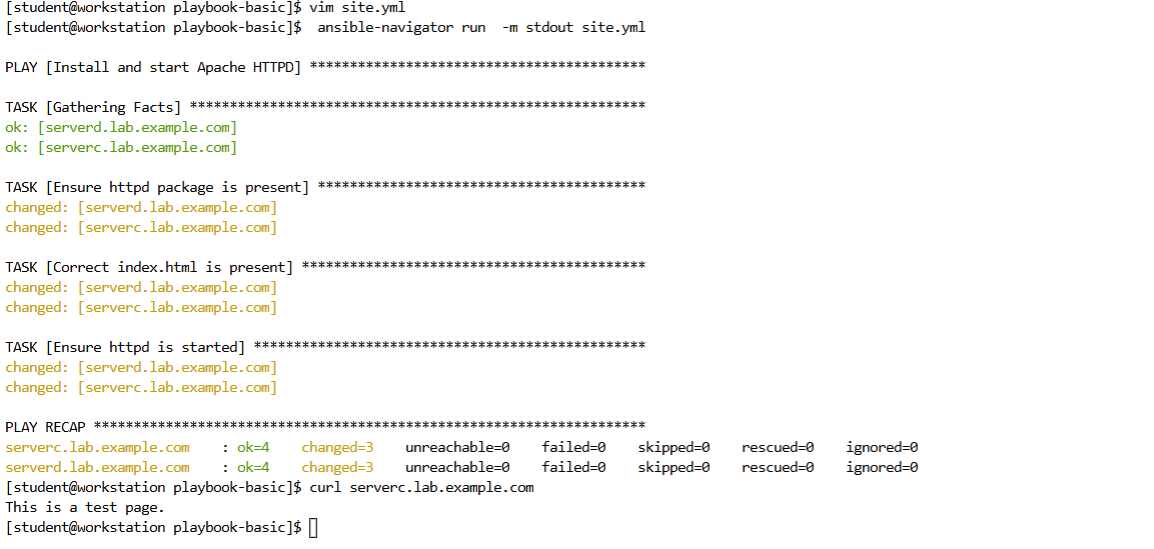 [student@workstation playbook-basic]$ vim site.yml
[student@workstation playbook-basic]$  ansible-navigator run  -m stdout site.yml
PLAY [Install and start Apache HTTPD] ******************************************
TASK [Gathering Facts] *********************************************************
ok: [serverd.lab.example.com]
ok: [serverc.lab.example.com]
TASK [Ensure httpd package is present] *****************************************
changed: [serverd.lab.example.com]
changed: [serverc.lab.example.com]
TASK [Correct index.html is present] *******************************************
changed: [serverd.lab.example.com]
changed: [serverc.lab.example.com]
TASK [Ensure httpd is started] *************************************************
changed: [serverd.lab.example.com]
changed: [serverc.lab.example.com]
PLAY RECAP *********************************************************************
serverc.lab.example.com    : ok=4    changed=3    unreachable=0    failed=0    skipped=0    rescued=0    ignored=0
serverd.lab.example.com    : ok=4    changed=3    unreachable=0    failed=0    skipped=0    rescued=0    ignored=0
[student@workstation playbook-basic]$ curl serverc.lab.example.com
This is a test page.
[student@workstation playbook-basic]$